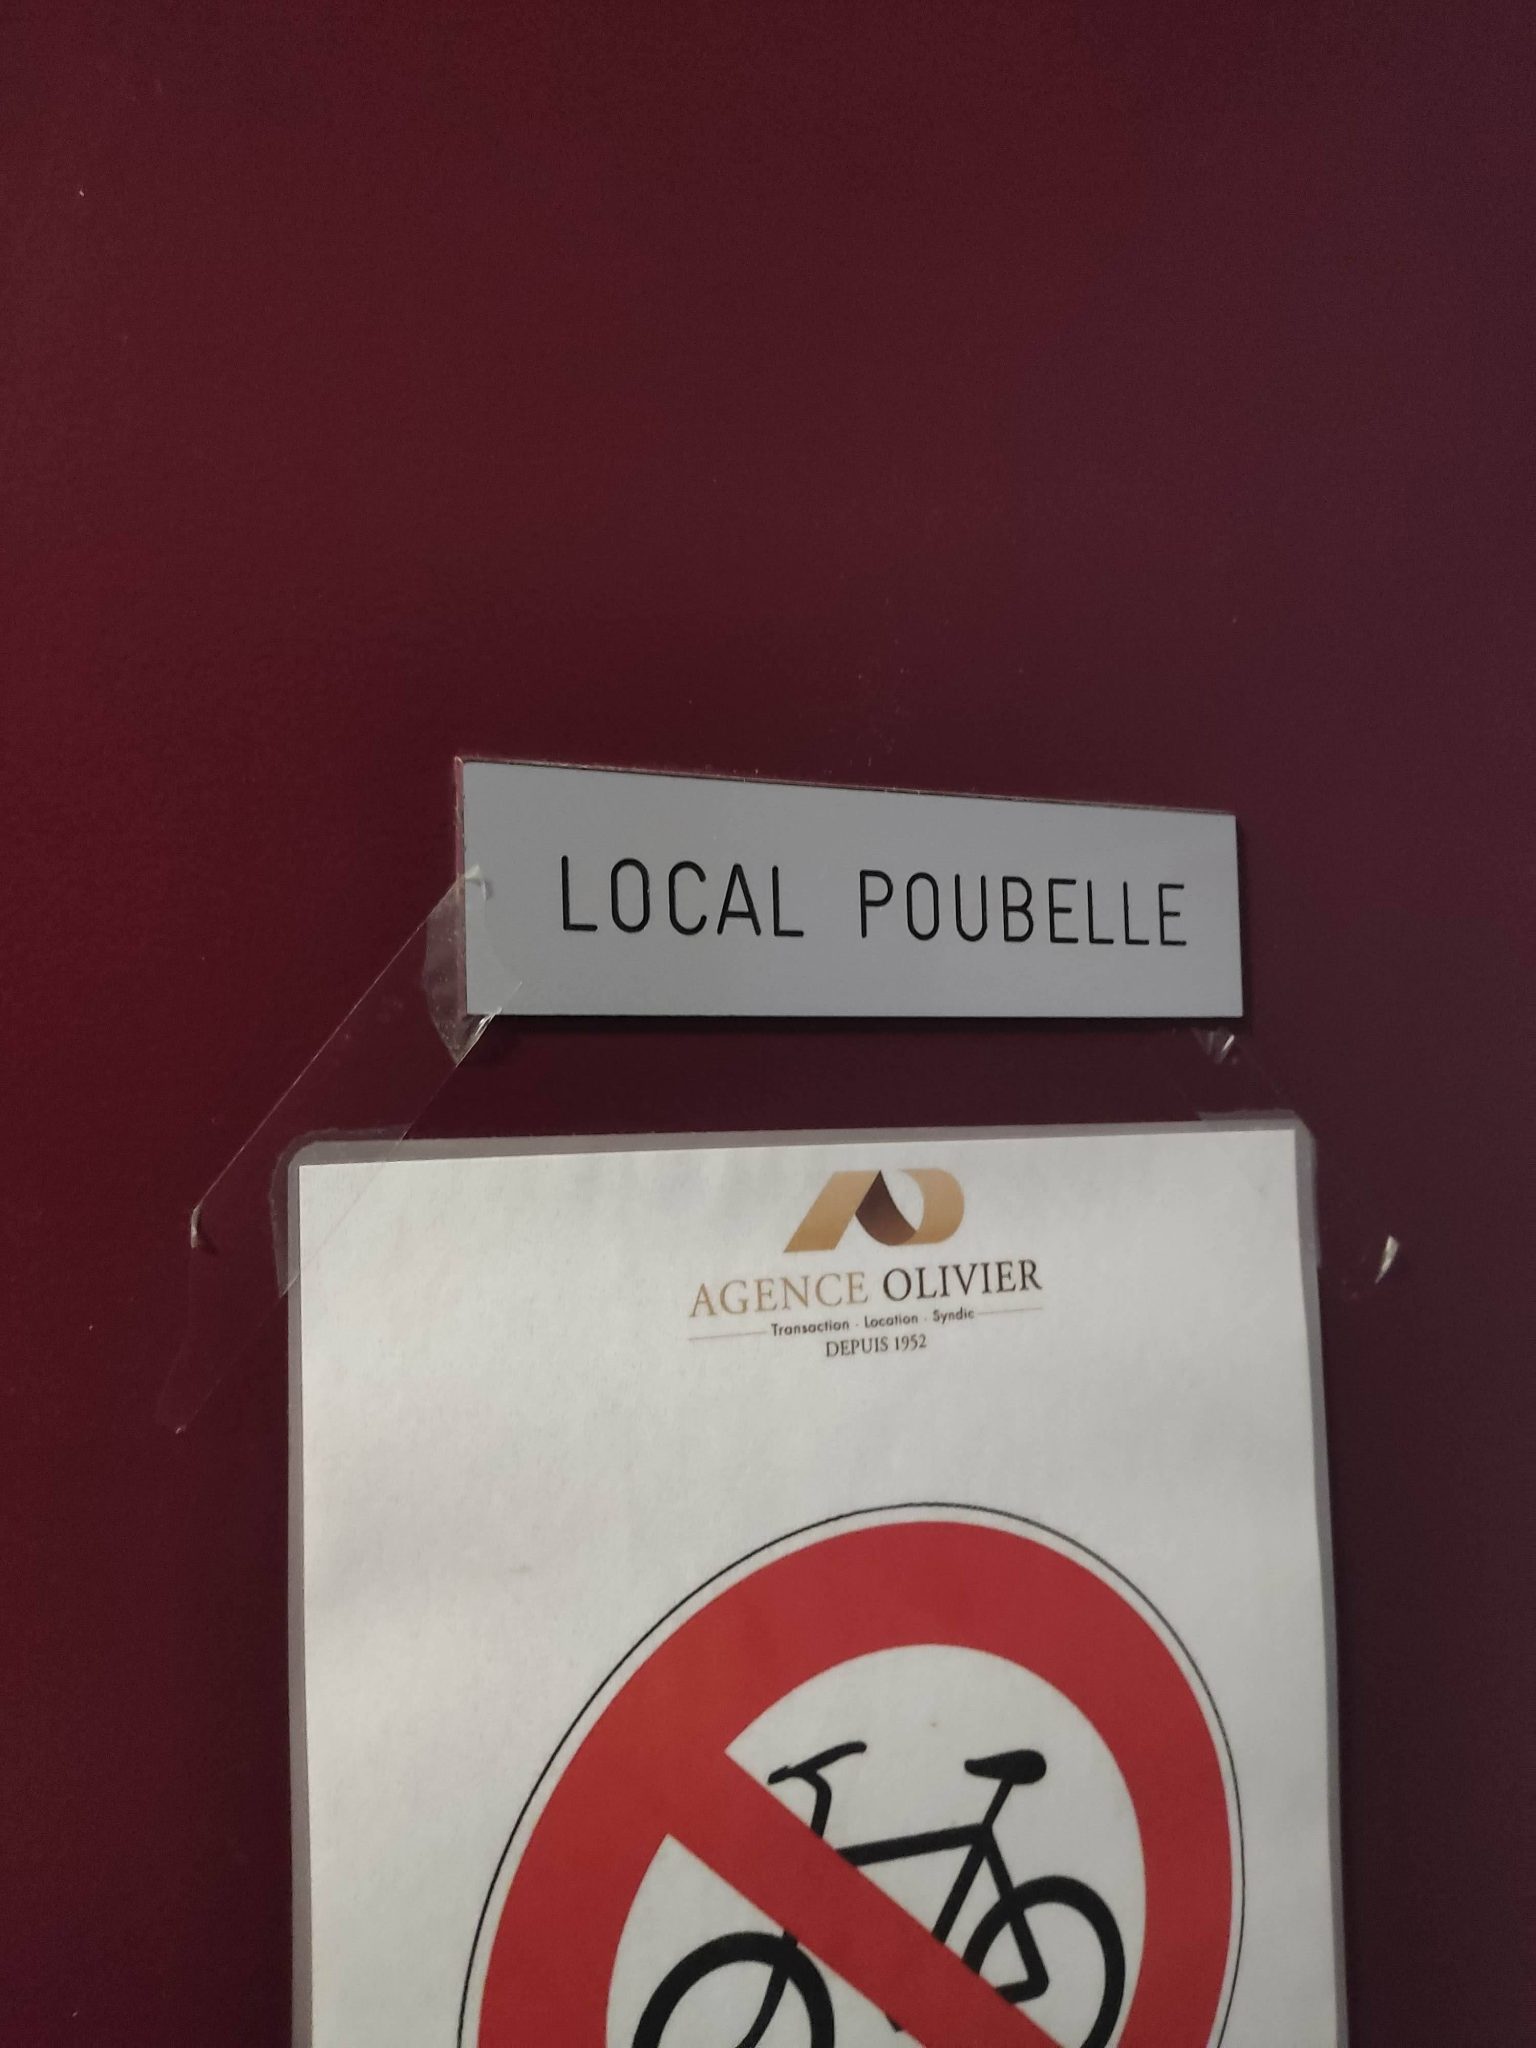 LOCAL POUBELLE
AGENCE OLIVIER
Transaction . Location . Syndic
DEPUIS 1952